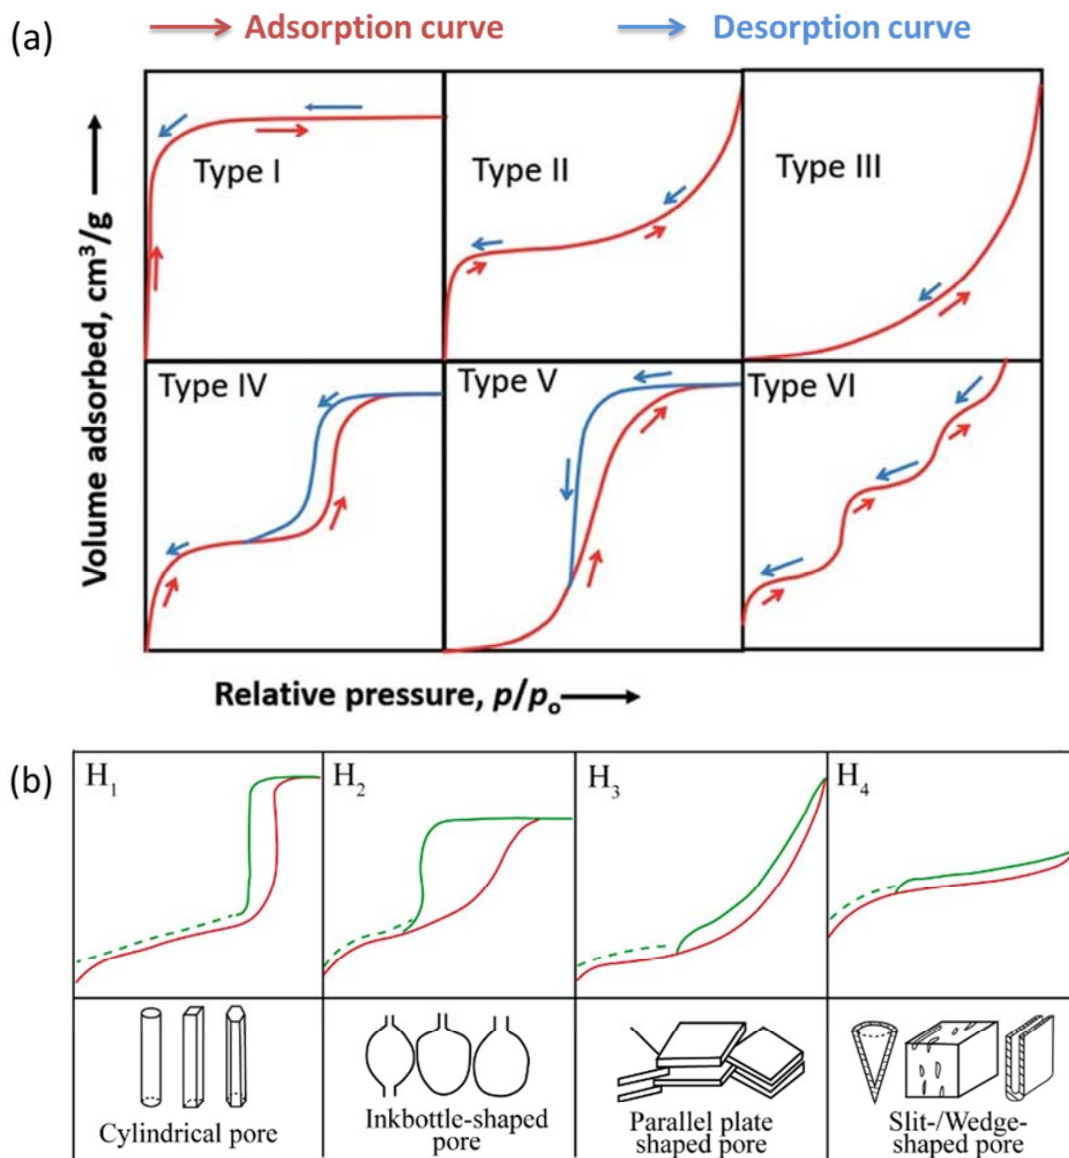 (a)
Adsorption curve
Desorption curve
Type I
Type II
Type III
Type IV
Type V
Type VI
Volume adsorbed, cm³/g
Relative pressure, p/pₒ
(b)
H₁
H₂
H₃
H₄
Cylindrical pore
Inkbottle-shaped
pore
Parallel plate
shaped pore
Slit-/Wedge-
shaped pore